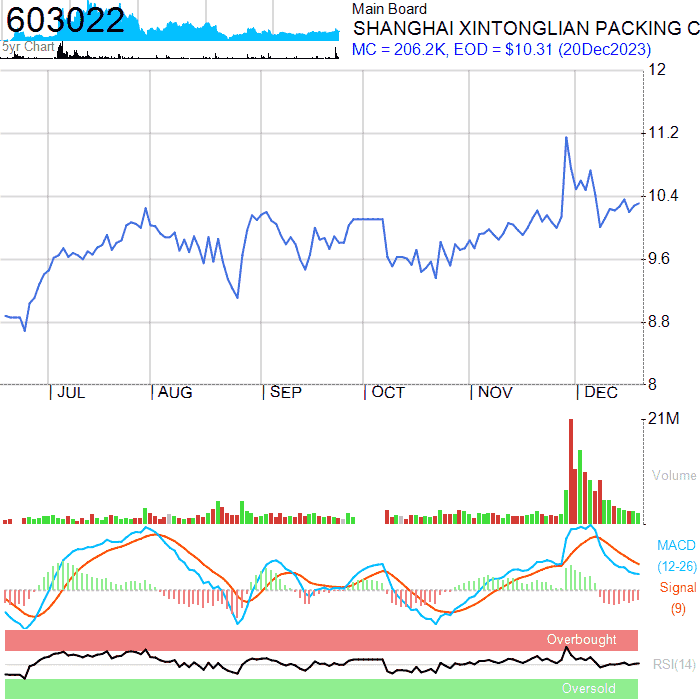 603022
5yr Chart
Main Board
SHANGHAI XINTONGLIAN PACKING C
MC = 206.2K, EOD = $10.31 (20Dec2023)
12
11.2
10.4
9.6
8.8
8
JUL AUG SEP OCT NOV DEC
21M
Volume
MACD
(12-26)
Signal
(9)
Overbought
RSI(14)
Oversold